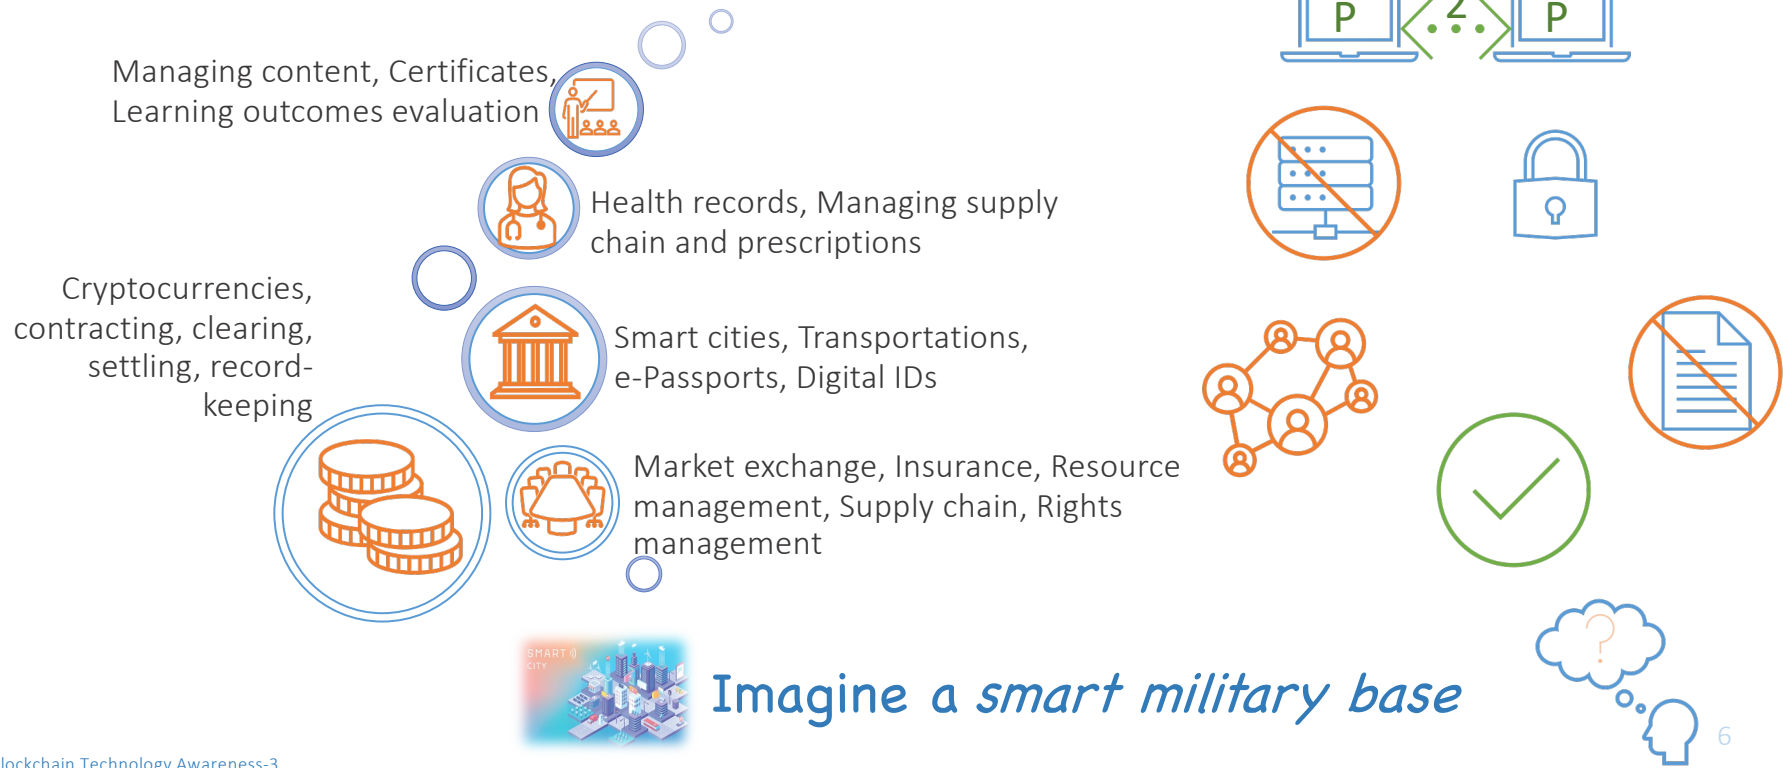 P 2 P
Managing content, Certificates,
Learning outcomes evaluation
Health records, Managing supply
chain and prescriptions
Cryptocurrencies,
contracting, clearing,
settling, record-
keeping
Smart cities, Transportations,
e-Passports, Digital IDs
Market exchange, Insurance, Resource
management, Supply chain, Rights
management
SMART
CITY
Imagine a smart military base
?
6
lockchain Technology Awareness-3